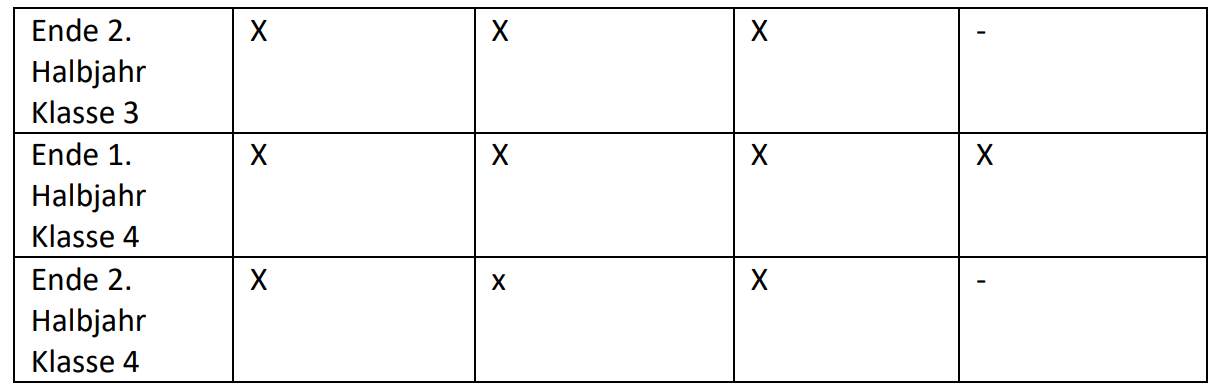 Ende 2. X X X -
Halbjahr
Klasse 3
Ende 1. X X X X
Halbjahr
Klasse 4
Ende 2. X x X -
Halbjahr
Klasse 4